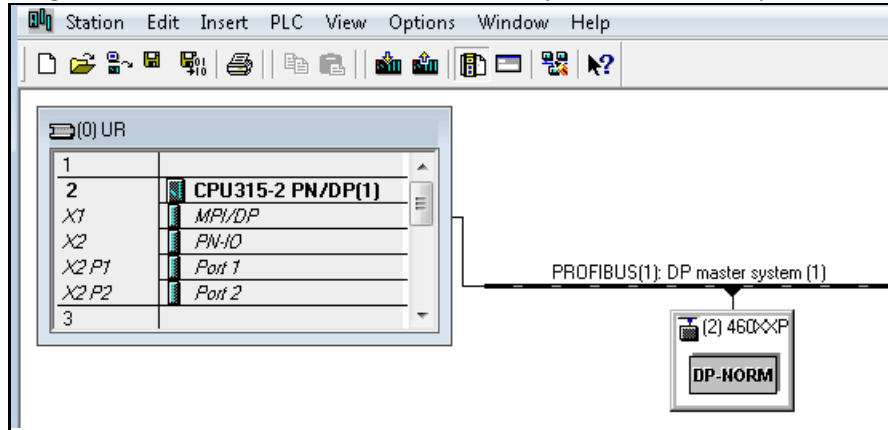 Station Edit Insert PLC View Options Window Help
(0) UR
1
2 CPU315-2 PN/DP(1)
X1 MPI/DP
X2 PN-IO
X2 P1 Port 1
X2 P2 Port 2
3
PROFIBUS(1): DP master system (1)
(2) 460XXP
DP-NORM